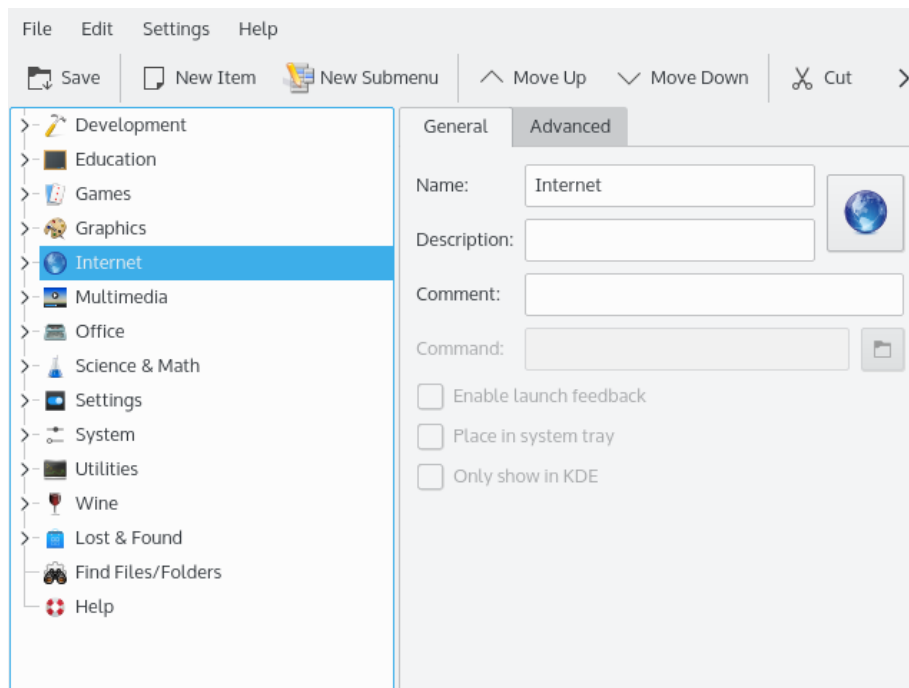 File Edit Settings Help
Save New Item New Submenu Move Up Move Down Cut
Development
Education
Games
Graphics
Internet
Multimedia
Office
Science & Math
Settings
System
Utilities
Wine
Lost & Found
Find Files/Folders
Help
General Advanced
Name: Internet
Description:
Comment:
Command:
Enable launch feedback
Place in system tray
Only show in KDE